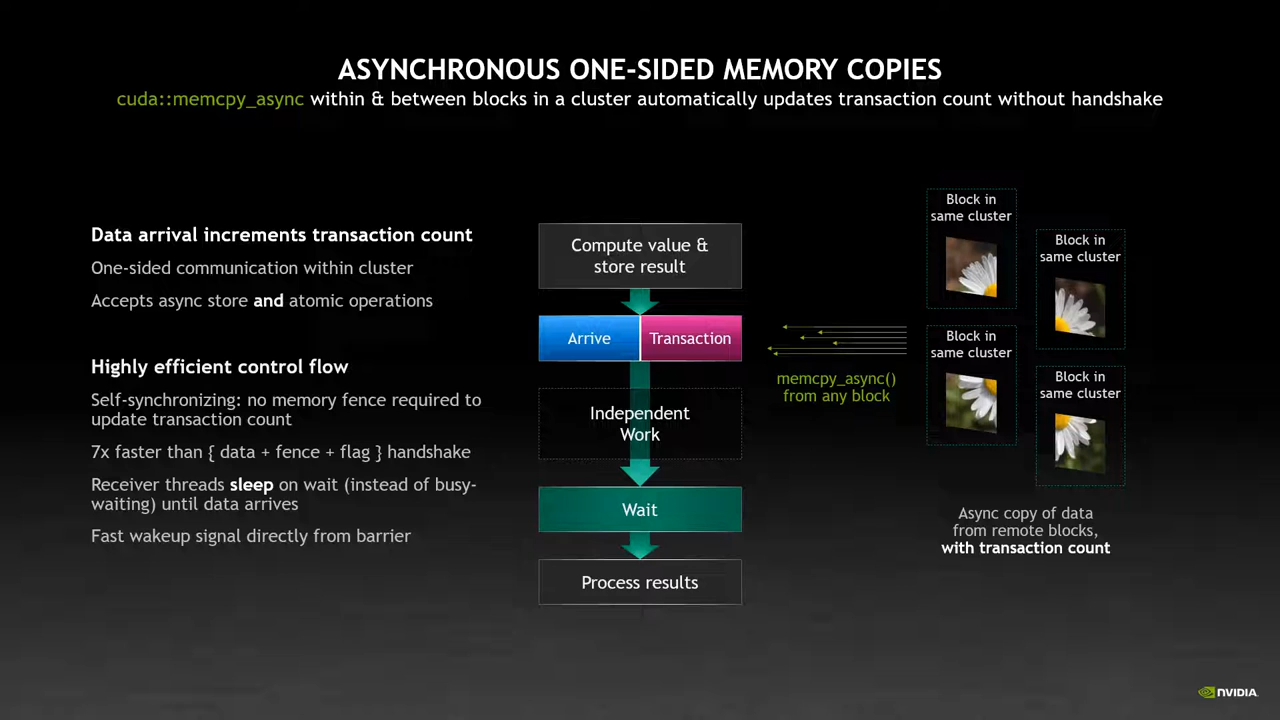 ASYNCHRONOUS ONE-SIDED MEMORY COPIES
cuda::memcpy_async within & between blocks in a cluster automatically updates transaction count without handshake
Data arrival increments transaction count
One-sided communication within cluster
Accepts async store and atomic operations
Highly efficient control flow
Self-synchronizing: no memory fence required to
update transaction count
7x faster than { data + fence + flag } handshake
Receiver threads sleep on wait (instead of busy-
waiting) until data arrives
Fast wakeup signal directly from barrier
Compute value &
store result
Arrive
Transaction
Independent
Work
Wait
Process results
memcpy_async()
from any block
Block in
same cluster
Block in
same cluster
Block in
same cluster
Block in
same cluster
Async copy of data
from remote blocks,
with transaction count
NVIDIA.